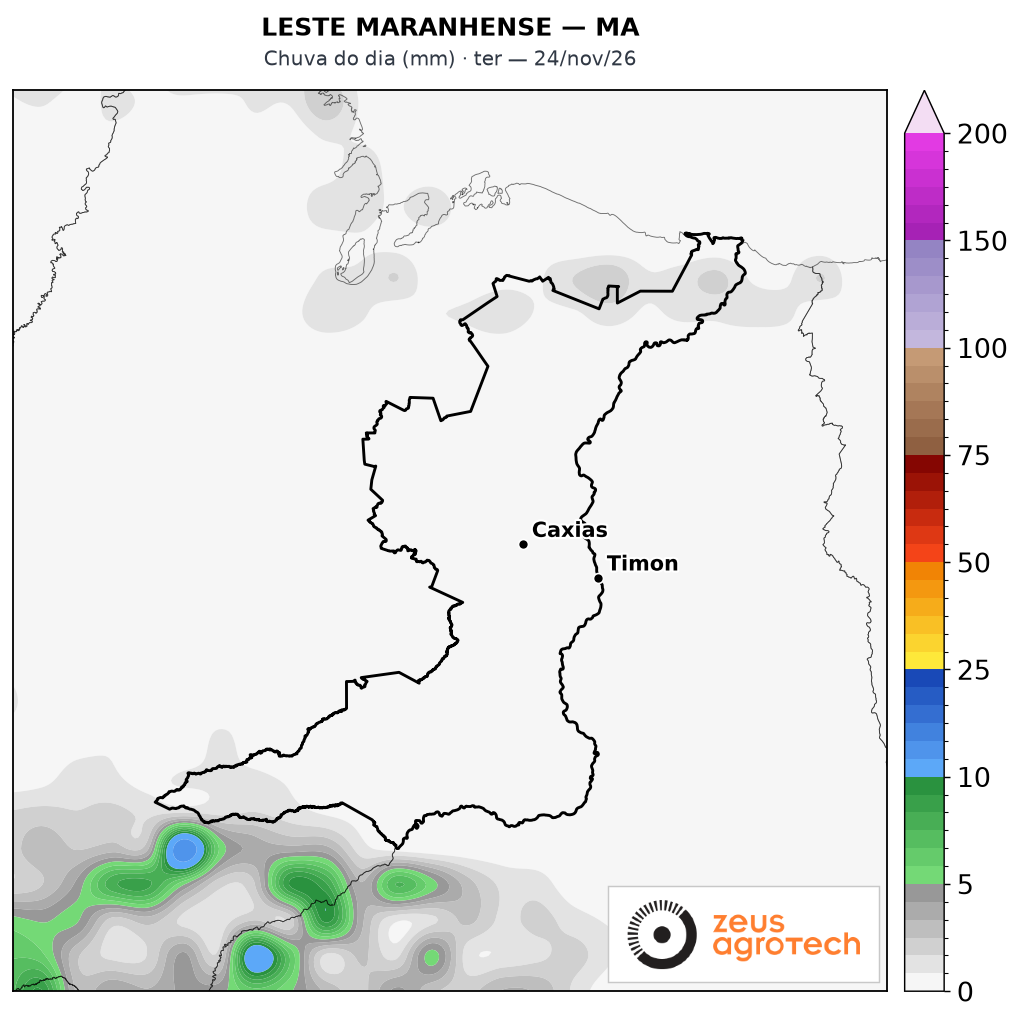 LESTE MARANHENSE — MA
Chuva do dia (mm) · ter — 24/nov/26
200
150
100
75
50
25
10
5
0
Caxias
Timon
zeus
agrotech